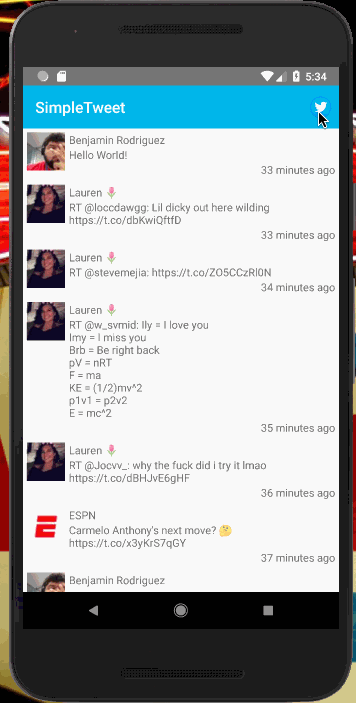 5:34
SimpleTweet
Benjamin Rodriguez
Hello World!
33 minutes ago
Lauren 🎙️
RT @loccdawgg: Lil dicky out here wilding
https://t.co/dbKwiQftfD
33 minutes ago
Lauren 🎙️
RT @stevemejia: https://t.co/ZO5CCzRl0N
34 minutes ago
Lauren 🎙️
RT @w_svmid: Ily = I love you
Imy = I miss you
Brb = Be right back
pV = nRT
F = ma
KE = (1/2)mv^2
p1v1 = p2v2
E = mc^2
35 minutes ago
Lauren 🎙️
RT @Jocvv_: why the fuck did i try it lmao
https://t.co/dBHJvE6gHF
36 minutes ago
ESPN
Carmelo Anthony's next move? 🤔
https://t.co/x3yKrS7qGY
37 minutes ago
Benjamin Rodriguez